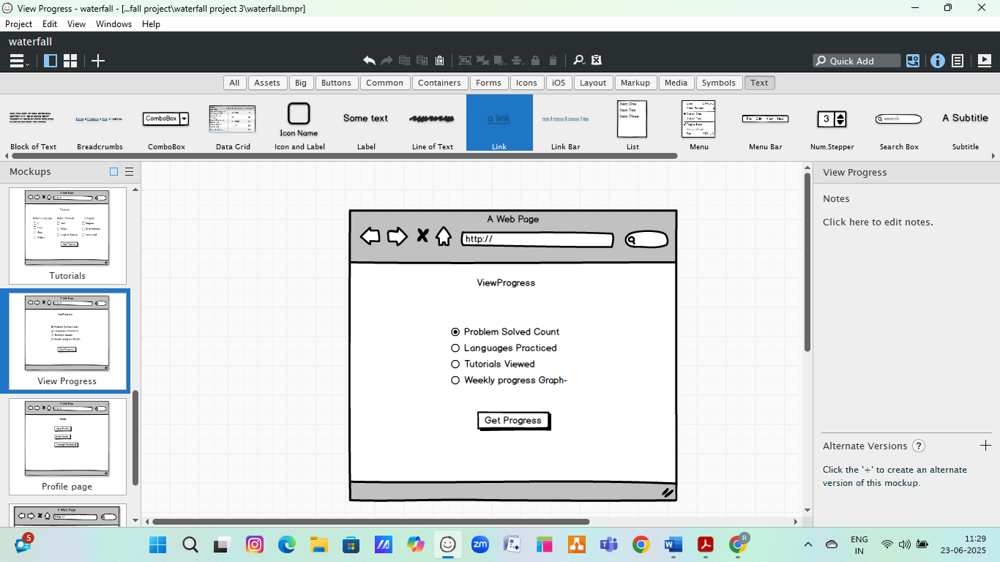 View Progress - waterfall - [...fall project\waterfall project 3\waterfall.bmpr]
Project Edit View Windows Help
waterfall
Quick Add
All Assets Big Buttons Common Containers Forms Icons iOS Layout Markup Media Symbols Text
ComboBox Icon Name Some text a link Item One Item Two Item Three 3 search A Subtitle
Block of Text Breadcrumbs ComboBox Data Grid Icon and Label Label Line of Text Link Link Bar List Menu Menu Bar Num.Stepper Search Box Subtitle
Mockups
Tutorials
View Progress
Profile page
A Web Page
http://
ViewProgress
Problem Solved Count
Languages Practiced
Tutorials Viewed
Weekly progress Graph-
Get Progress
View Progress
Notes
Click here to edit notes.
Alternate Versions ?
Click the '+' to create an alternate
version of this mockup.
5
zm
R
ENG
IN
11:29
23-06-2025